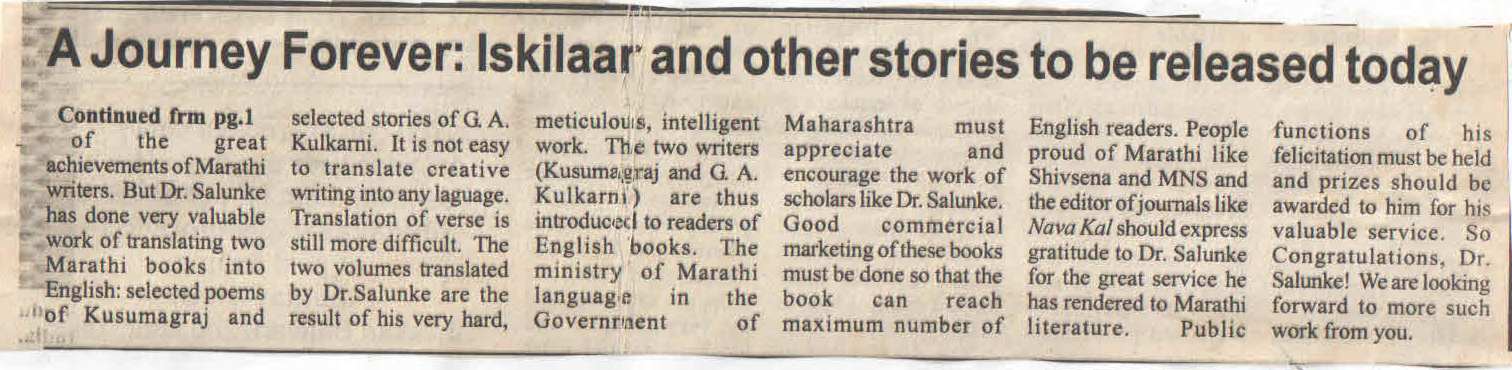 A Journey Forever: Iskilaar and other stories to be released today
Continued frm pg.1
of the great
achievements of Marathi
writers. But Dr. Salunke
has done very valuable
work of translating two
Marathi books into
English: selected poems
of Kusumagraj and
selected stories of G. A.
Kulkarni. It is not easy
to translate creative
writing into any laguage.
Translation of verse is
still more difficult. The
two volumes translated
by Dr.Salunke are the
result of his very hard,
meticulous, intelligent
work. The two writers
(Kusumagraj and G. A.
Kulkarni) are thus
introduced to readers of
English books. The
ministry of Marathi
language in the
Government of
Maharashtra must
appreciate and
encourage the work of
scholars like Dr. Salunke.
Good commercial
marketing of these books
must be done so that the
book can reach
maximum number of
English readers. People
proud of Marathi like
Shivsena and MNS and
the editor of journals like
Nava Kal should express
gratitude to Dr. Salunke
for the great service he
has rendered to Marathi
literature. Public
functions of his
felicitation must be held
and prizes should be
awarded to him for his
valuable service. So
Congratulations, Dr.
Salunke! We are looking
forward to more such
work from you.